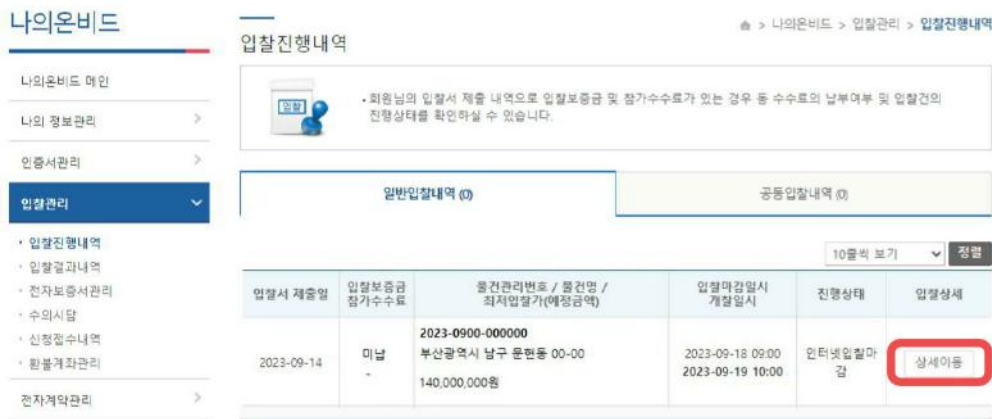 나의온비드
> 나의온비드 > 입찰관리 > 입찰진행내역
입찰진행내역
나의온비드 메인
나의 정보관리
인증서관리
입찰관리
· 입찰진행내역
· 입찰결과내역
· 전자보증서관리
· 수의시담
· 신청접수내역
· 환불계좌관리
전자계약관리
입찰
• 회원님의 입찰서 제출 내역으로 입찰보증금 및 참가수수료가 있는 경우 동 수수료의 납부여부 및 입찰건의
진행상태를 확인하실 수 있습니다.
일반입찰내역 (0)
공동입찰내역 (0)
10줄씩 보기
정렬
입찰서 제출일
입찰보증금
참가수수료
물건관리번호 / 물건명 /
최저입찰가(예정금액)
입찰마감일시
개찰일시
진행상태
입찰상세
2023-09-14
미납
-
2023-0900-000000
부산광역시 남구 문현동 00-00
140,000,000원
2023-09-18 09:00
2023-09-19 10:00
인터넷입찰마
감
상세이동